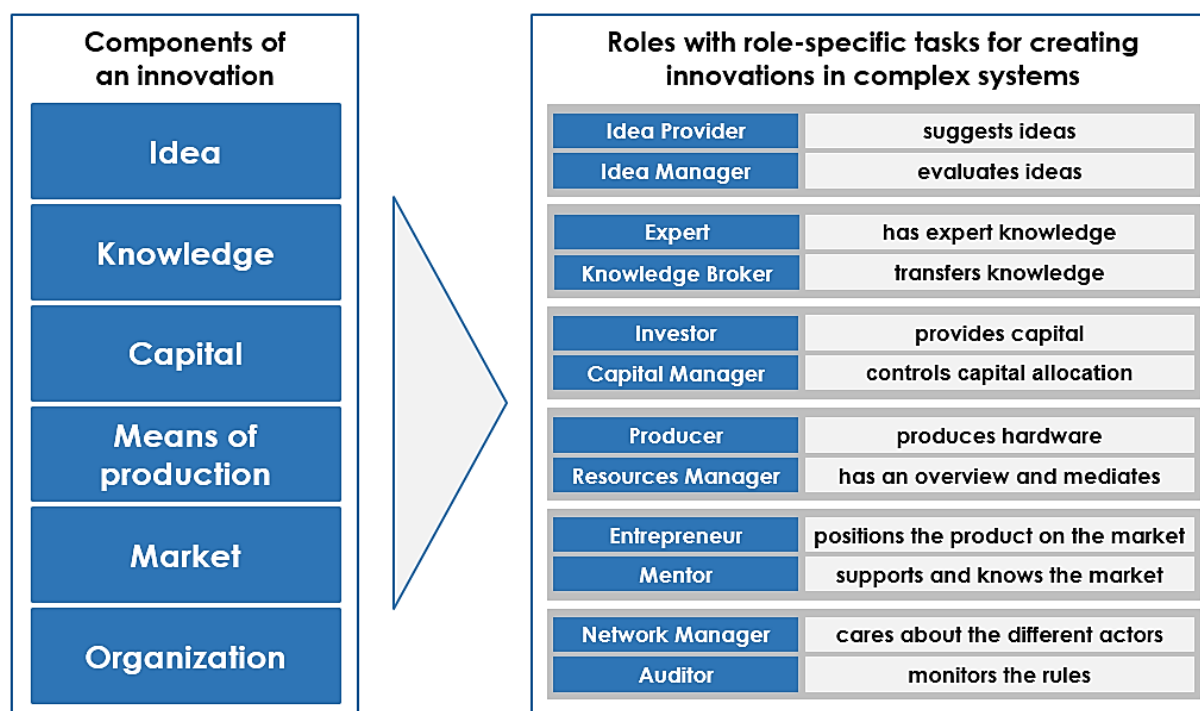 Components of
an innovation
Idea
Knowledge
Capital
Means of
production
Market
Organization
Roles with role-specific tasks for creating
innovations in complex systems
Idea Provider suggests ideas
Idea Manager evaluates ideas
Expert has expert knowledge
Knowledge Broker transfers knowledge
Investor provides capital
Capital Manager controls capital allocation
Producer produces hardware
Resources Manager has an overview and mediates
Entrepreneur positions the product on the market
Mentor supports and knows the market
Network Manager cares about the different actors
Auditor monitors the rules